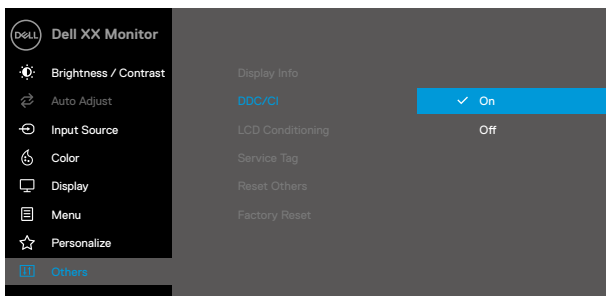 DELL
Dell XX Monitor
Brightness / Contrast
Auto Adjust
Input Source
Color
Display
Menu
Personalize
Others
Display Info
DDC/CI
LCD Conditioning
Service Tag
Reset Others
Factory Reset
On
Off